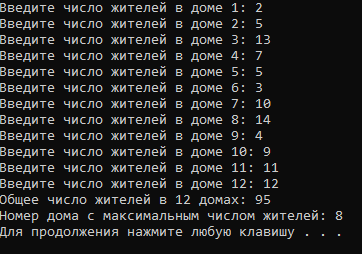 Введите число жителей в доме 1: 2
Введите число жителей в доме 2: 5
Введите число жителей в доме 3: 13
Введите число жителей в доме 4: 7
Введите число жителей в доме 5: 5
Введите число жителей в доме 6: 3
Введите число жителей в доме 7: 10
Введите число жителей в доме 8: 14
Введите число жителей в доме 9: 4
Введите число жителей в доме 10: 9
Введите число жителей в доме 11: 11
Введите число жителей в доме 12: 12
Общее число жителей в 12 домах: 95
Номер дома с максимальным числом жителей: 8
Для продолжения нажмите любую клавишу . . .